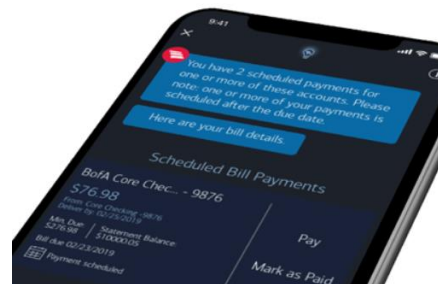 9:41
You have 2 scheduled payments for
one or more of these accounts. Please
note: one or more of your payments is
scheduled after the due date.
Here are your bill details.
Scheduled Bill Payments
BofA Core Chec... - 9876
$76.98
From: Core Checking -9876
Deliver by: 02/25/2019
Min. Due: Statement Balance:
$276.98 $10000.05
Bill due 02/23/2019
Payment scheduled
Pay
Mark as Paid